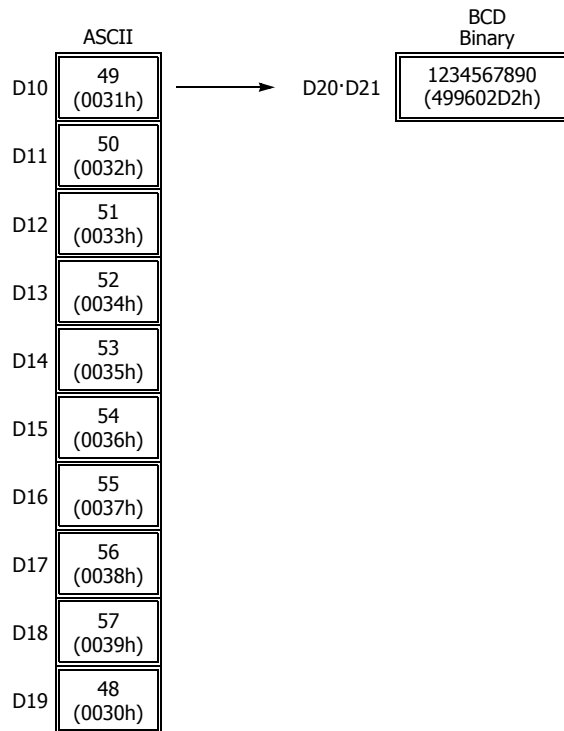 ASCII
BCD
Binary
D10
49
(0031h)
D20·D21
1234567890
(499602D2h)
D11
50
(0032h)
D12
51
(0033h)
D13
52
(0034h)
D14
53
(0035h)
D15
54
(0036h)
D16
55
(0037h)
D17
56
(0038h)
D18
57
(0039h)
D19
48
(0030h)